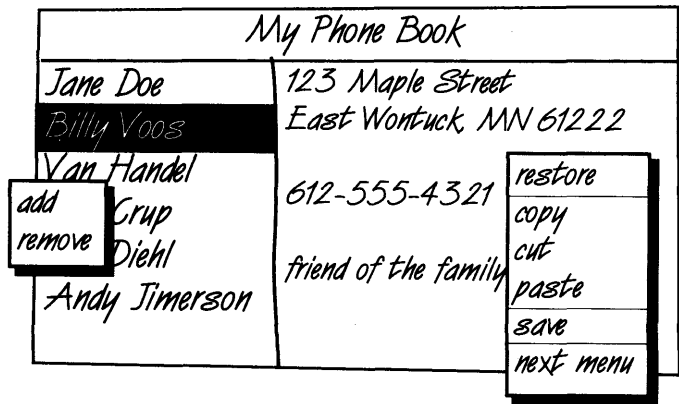 My Phone Book
Jane Doe
Billy Voos
Van Handel
Crup
Diehl
Andy Jimerson
add
remove
123 Maple Street
East Wontuck, MN 61222
612-555-4321
friend of the family
restore
copy
cut
paste
save
next menu